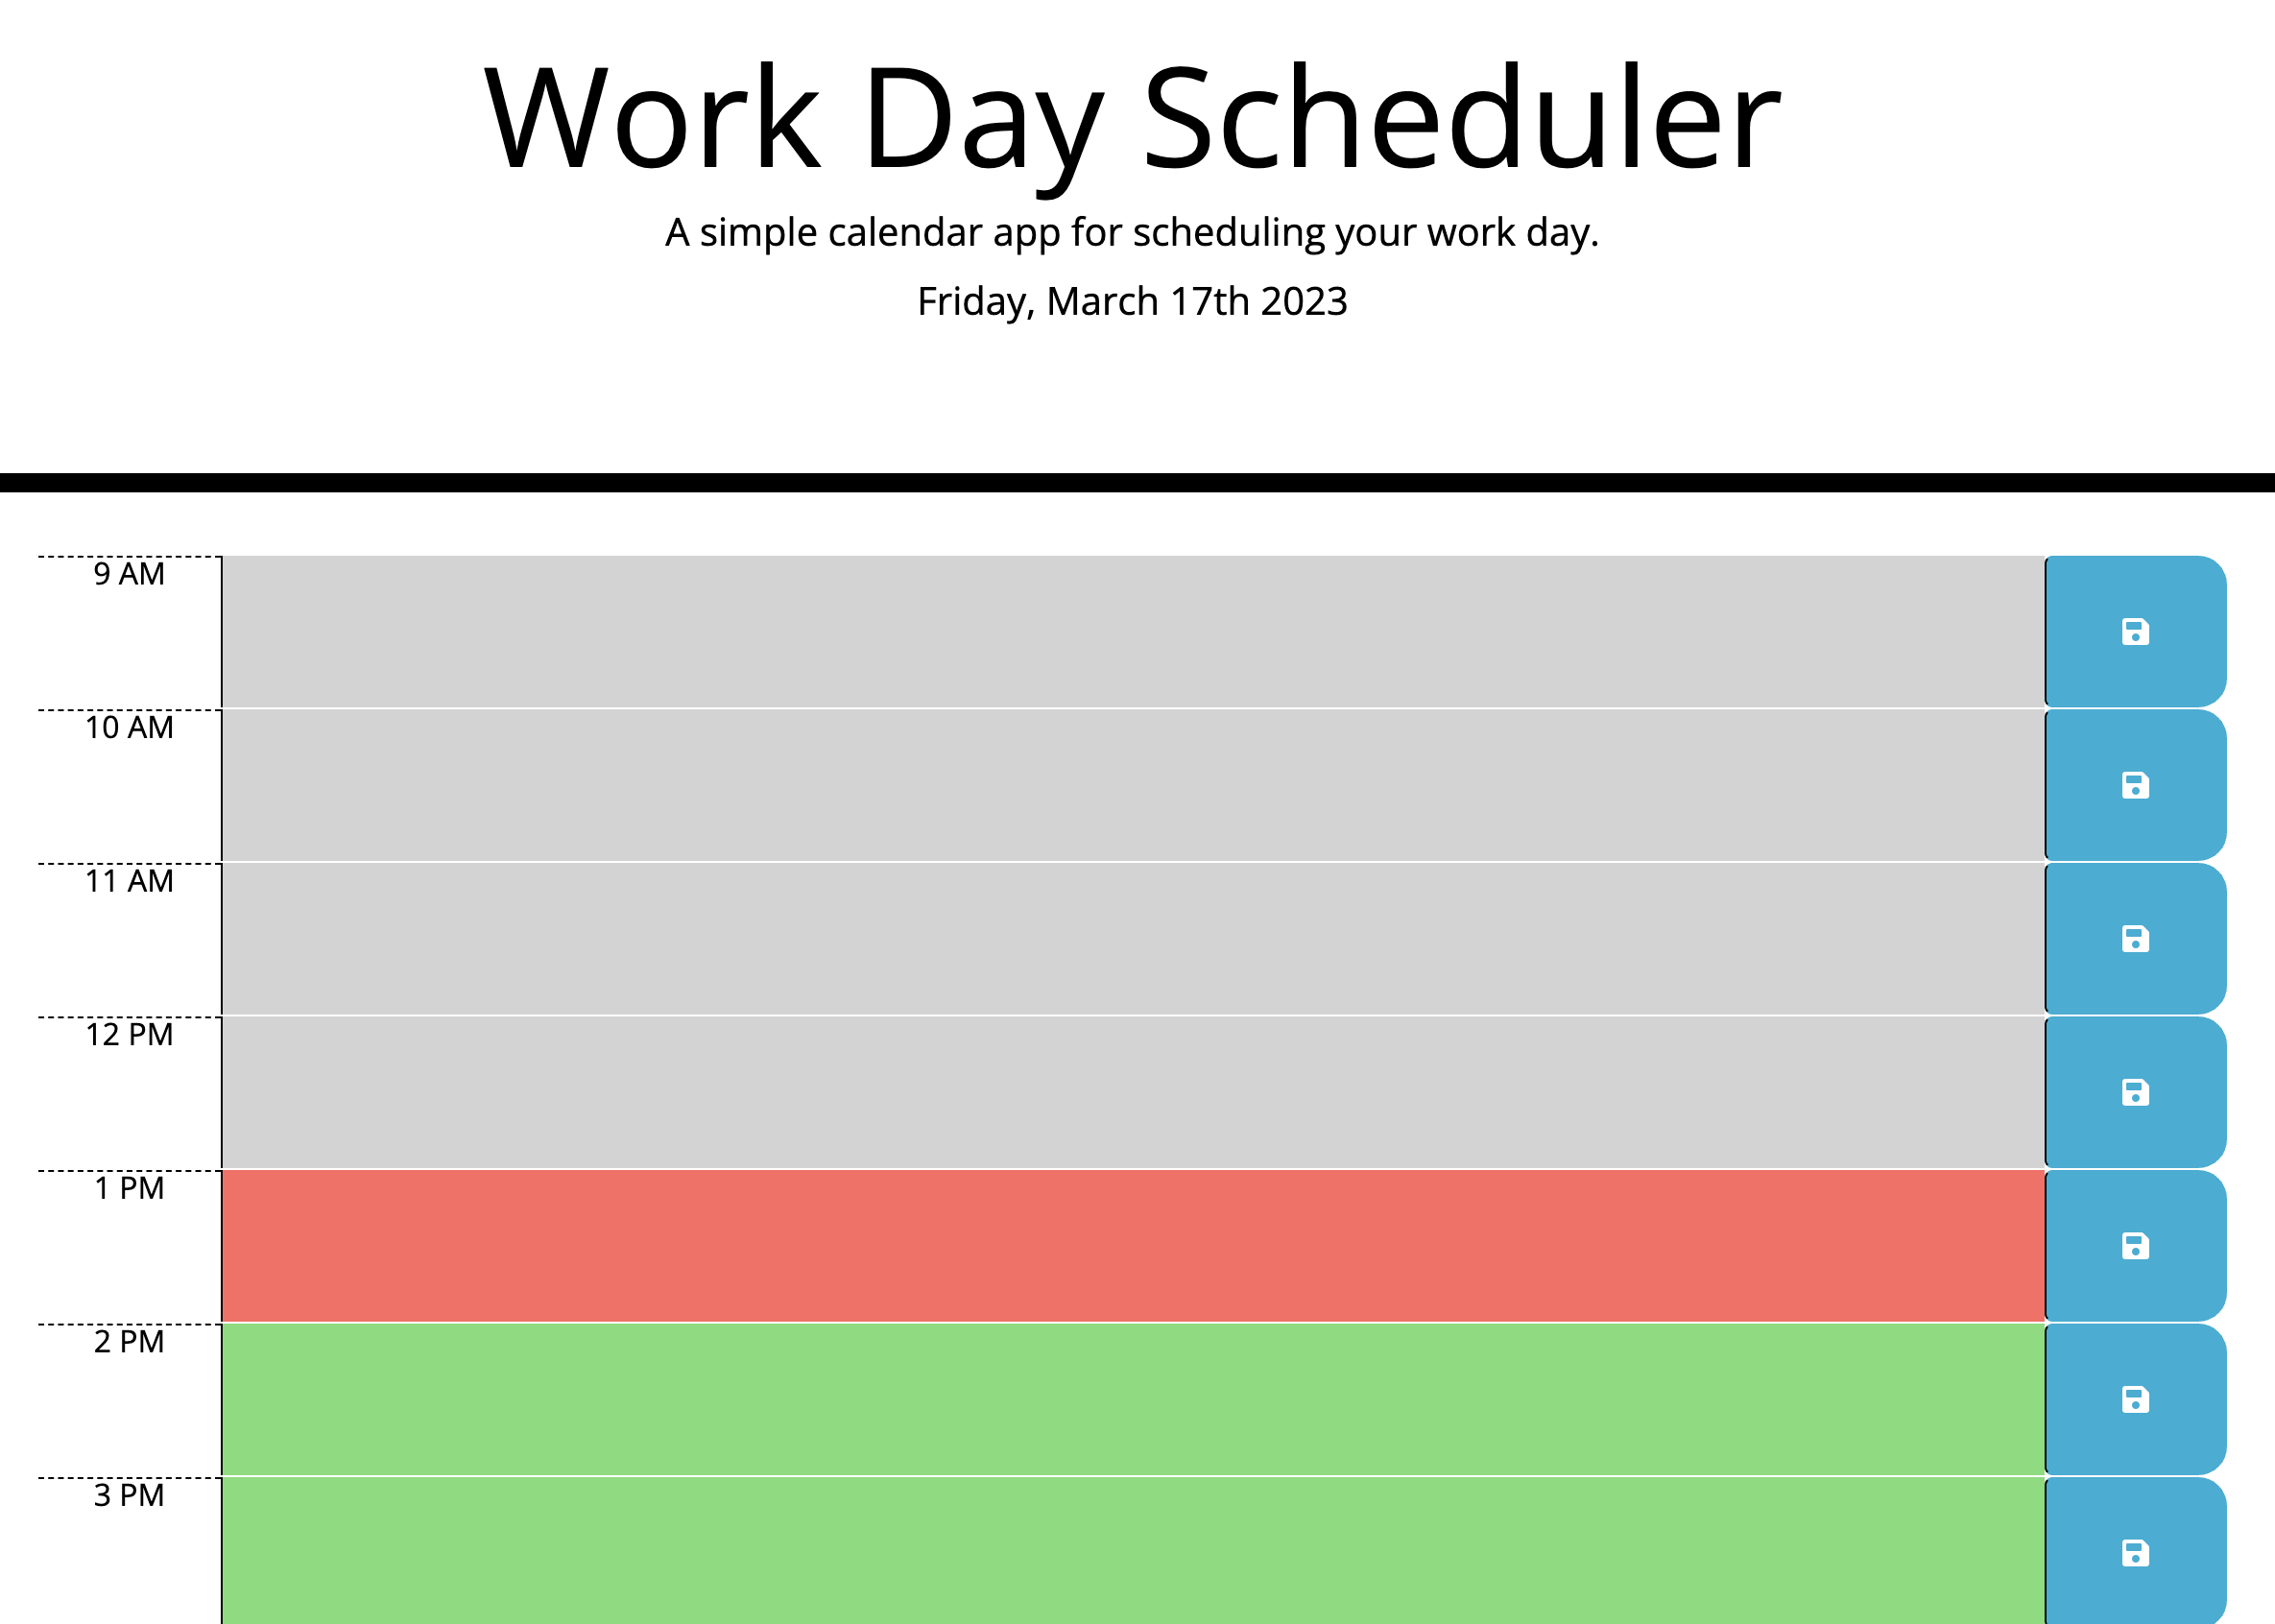 Work Day Scheduler
A simple calendar app for scheduling your work day.
Friday, March 17th 2023
9 AM
10 AM
11 AM
12 PM
1 PM
2 PM
3 PM